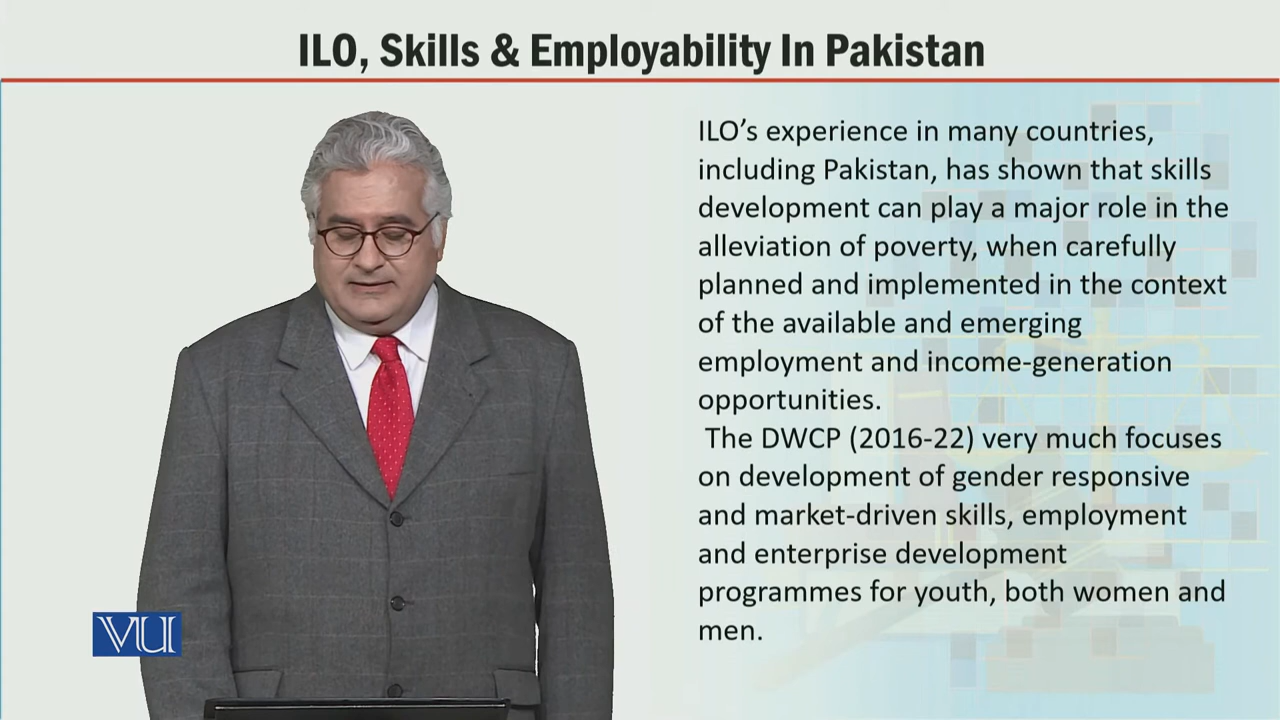 ILO, Skills & Employability In Pakistan
ILO’s experience in many countries,
including Pakistan, has shown that skills
development can play a major role in the
alleviation of poverty, when carefully
planned and implemented in the context
of the available and emerging
employment and income-generation
opportunities.
The DWCP (2016-22) very much focuses
on development of gender responsive
and market-driven skills, employment
and enterprise development
programmes for youth, both women and
men.
VU